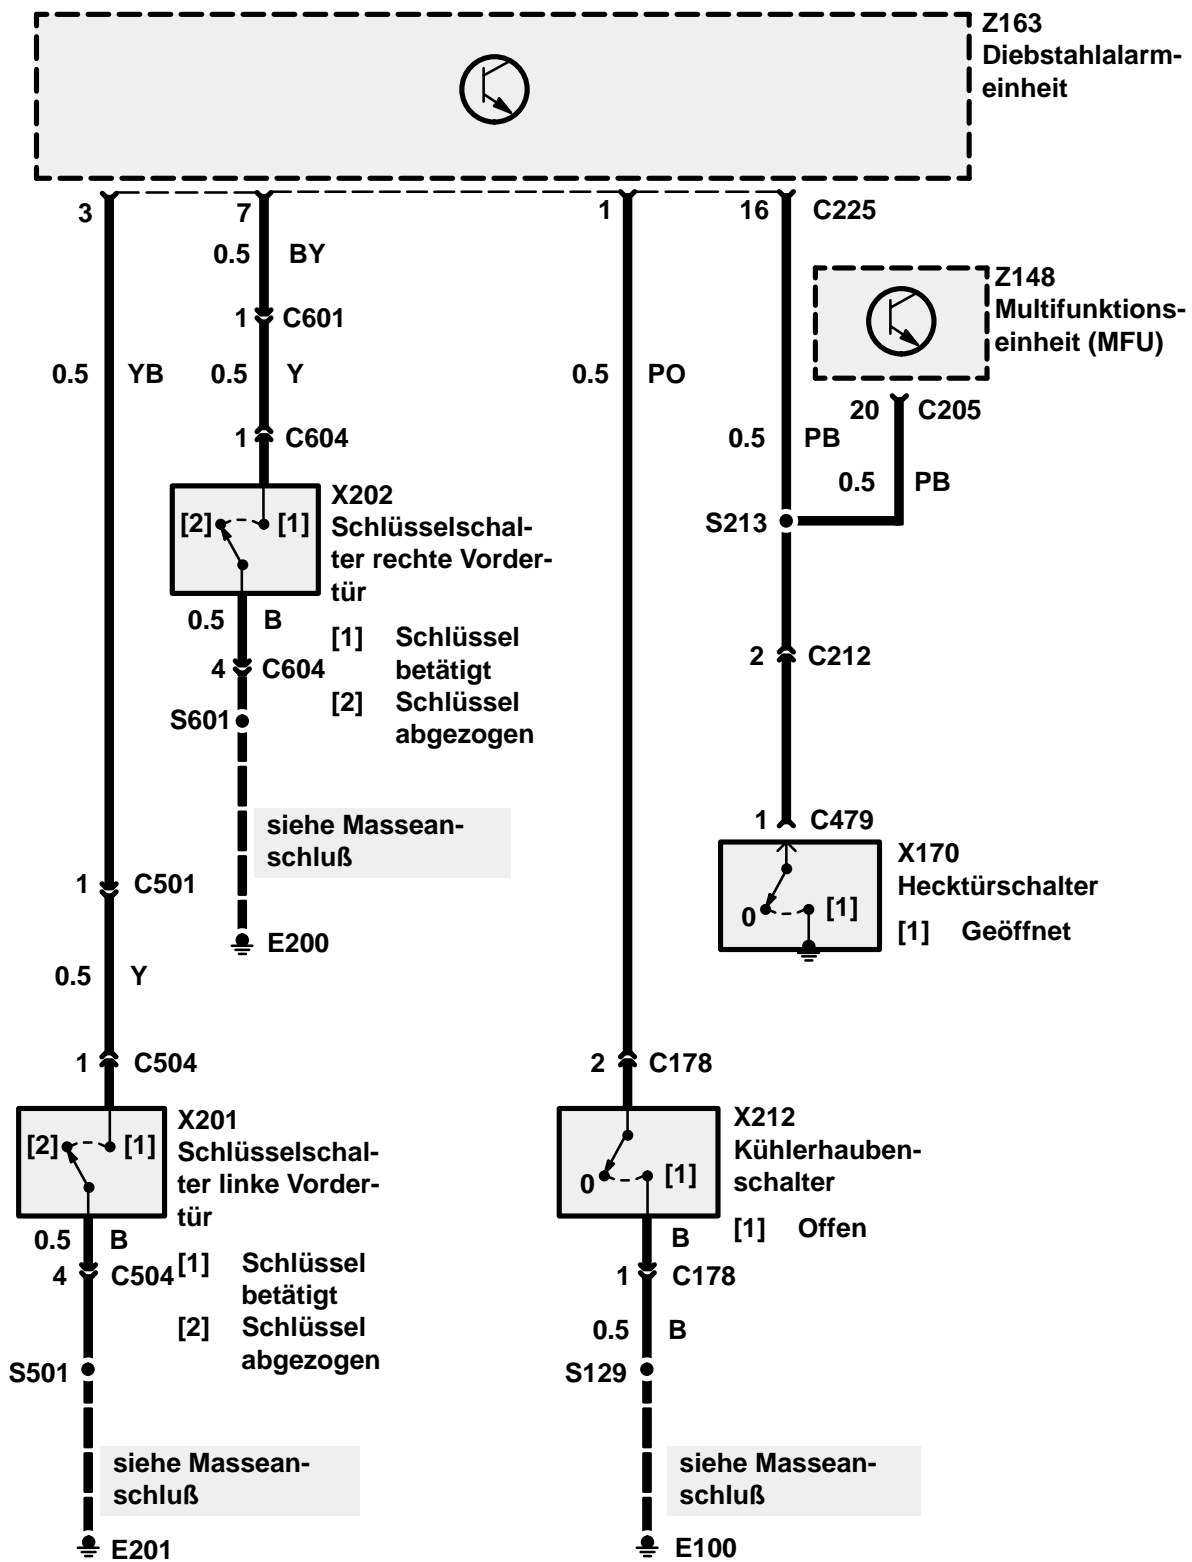 Z163
Diebstahlalarm-
einheit
3
7
1
16 C225
0.5 BY
Z148
Multifunktions-
einheit (MFU)
1 C601
0.5 YB
0.5 Y
0.5 PO
20 C205
1 C604
0.5 PB
0.5 PB
X202
Schlüsselschal-
ter rechte Vorder-
tür
[2] [1]
S213
0.5 B
[1] Schlüssel
betätigt
[2] Schlüssel
abgezogen
4 C604
2 C212
S601
siehe Massean-
schluß
1 C479
X170
Hecktürschalter
[1] Geöffnet
0 [1]
1 C501
E200
0.5 Y
1 C504
2 C178
X201
Schlüsselschal-
ter linke Vorder-
tür
[2] [1]
X212
Kühlerhauben-
schalter
[1] Offen
0 [1]
0.5 B
B
4 C504
[1] Schlüssel
betätigt
[2] Schlüssel
abgezogen
1 C178
0.5 B
S501
S129
siehe Massean-
schluß
siehe Massean-
schluß
E201
E100